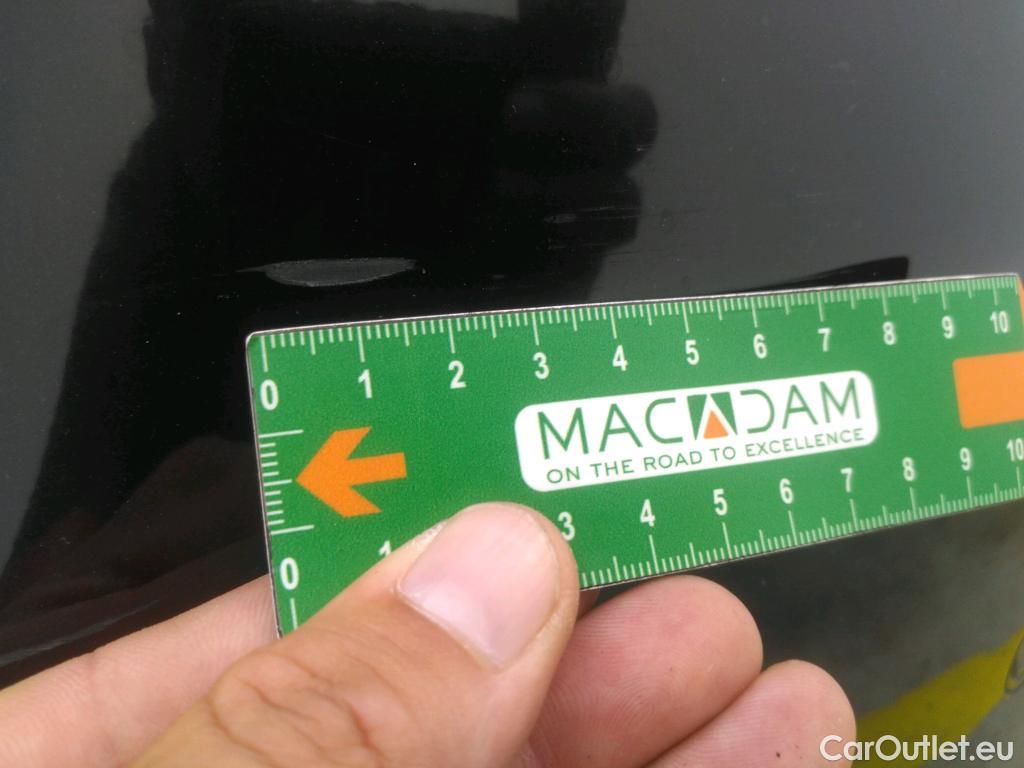 0 1 2 3 4 5 6 7 8 9 10
MACADAM
ON THE ROAD TO EXCELLENCE
0 1 3 4 5 6 7 8 9 10
CarOutlet.eu